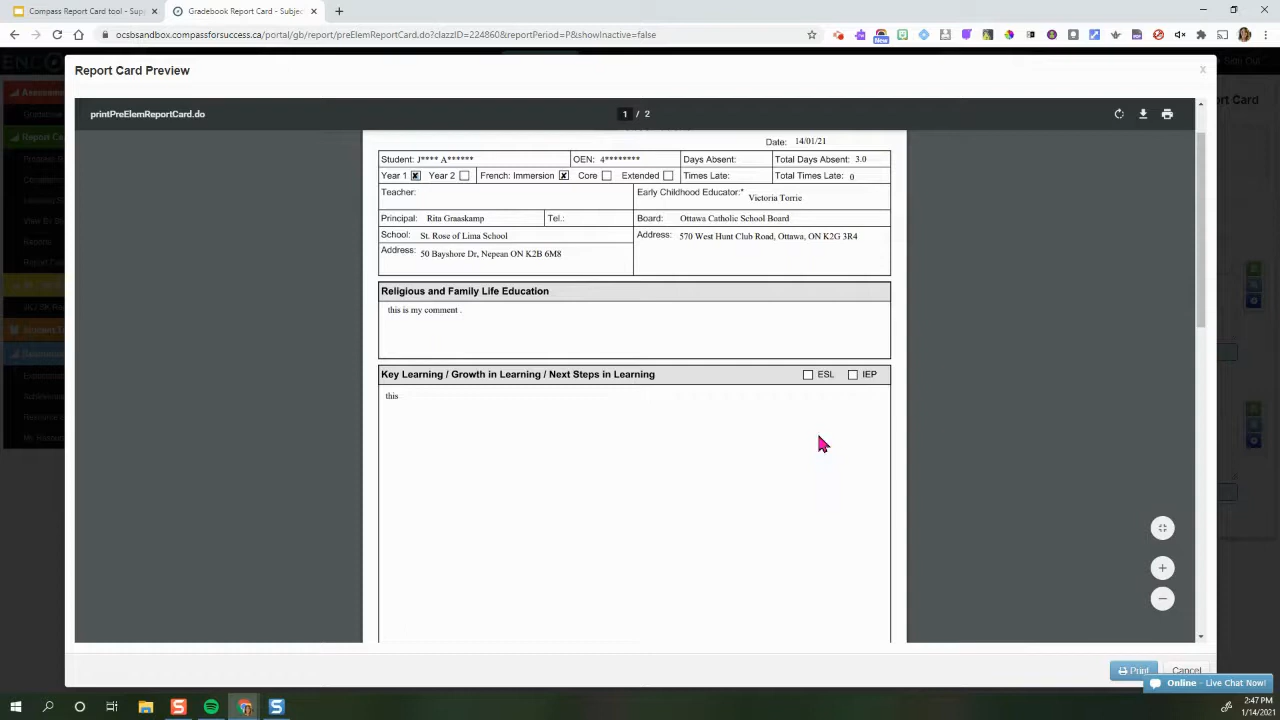 Compass Report Card tool - Supp
Gradebook Report Card - Subjec
ocsbsandbox.compassforsuccess.ca/portal/gb/report/preElemReportCard.do?classID=224860&reportPeriod=P&showInactive=false
New
Sign Out
Report Card Preview
x
printPreElemReportCard.do
1 / 2
Date: 14/01/21
Student: J**** A****** OEN: 4******** Days Absent: Total Days Absent: 3.0
Year 1 Year 2 French: Immersion Core Extended Times Late: Total Times Late: 0
Teacher: Early Childhood Educator:* Victoria Torrie
Principal: Rita Graaskamp Tel.: Board: Ottawa Catholic School Board
School: St. Rose of Lima School Address: 570 West Hunt Club Road, Ottawa, ON K2G 3R4
Address: 50 Bayshore Dr, Nepean ON K2B 6M8
Religious and Family Life Education
this is my comment .
Key Learning / Growth in Learning / Next Steps in Learning ESL IEP
this
Print Cancel
Online - Live Chat Now!
2:47 PM
1/14/2021